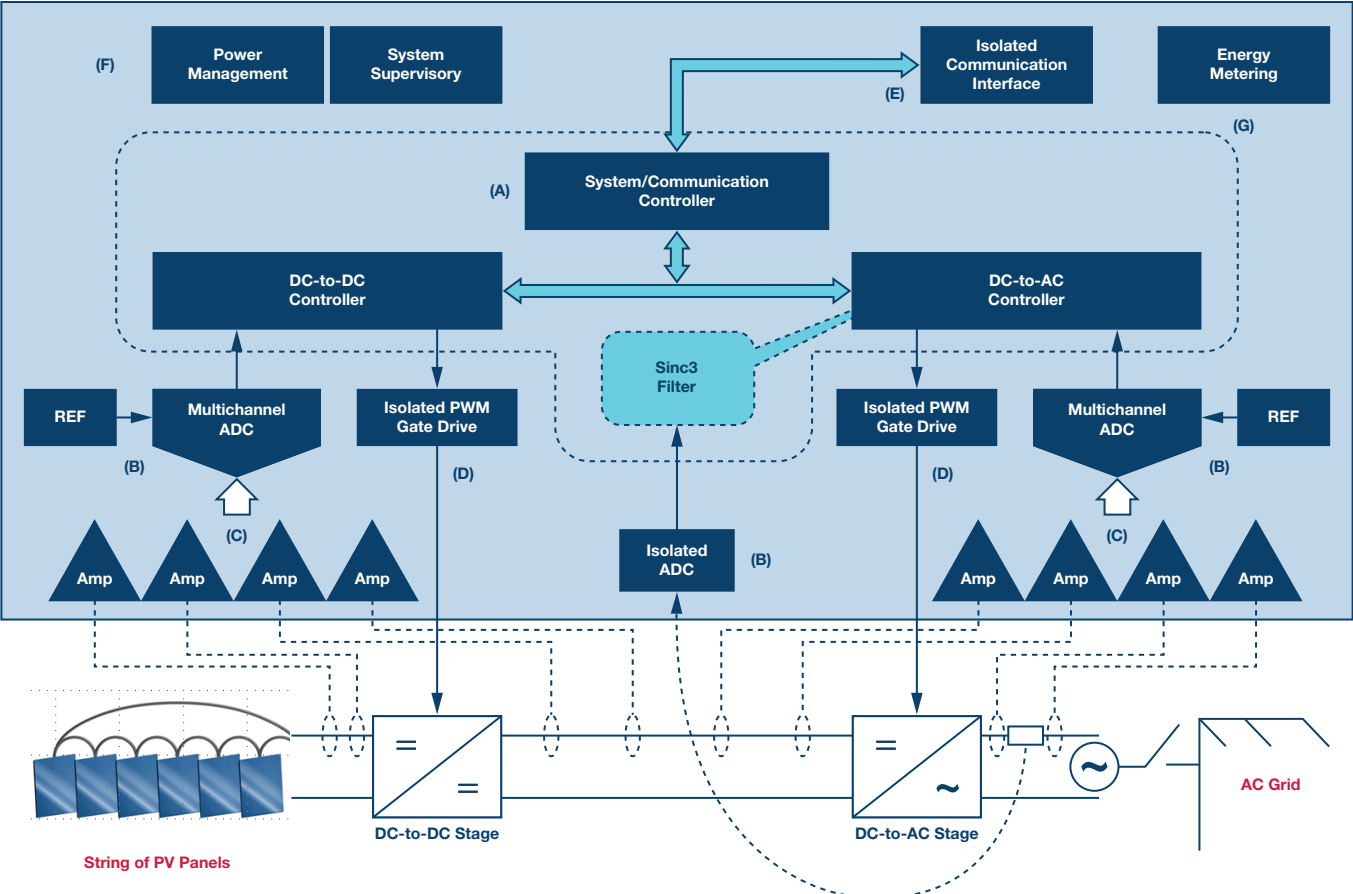 (F)
Power
Management
System
Supervisory
Isolated
Communication
Interface
(E)
Energy
Metering
(G)
(A)
System/Communication
Controller
DC-to-DC
Controller
DC-to-AC
Controller
Sinc3
Filter
REF
Multichannel
ADC
(B)
Isolated PWM
Gate Drive
(D)
Isolated PWM
Gate Drive
(D)
Multichannel
ADC
REF
(B)
(C)
(C)
Isolated
ADC
(B)
Amp
Amp
Amp
Amp
Amp
Amp
Amp
Amp
=
=
=
~
~
DC-to-DC Stage
DC-to-AC Stage
AC Grid
String of PV Panels